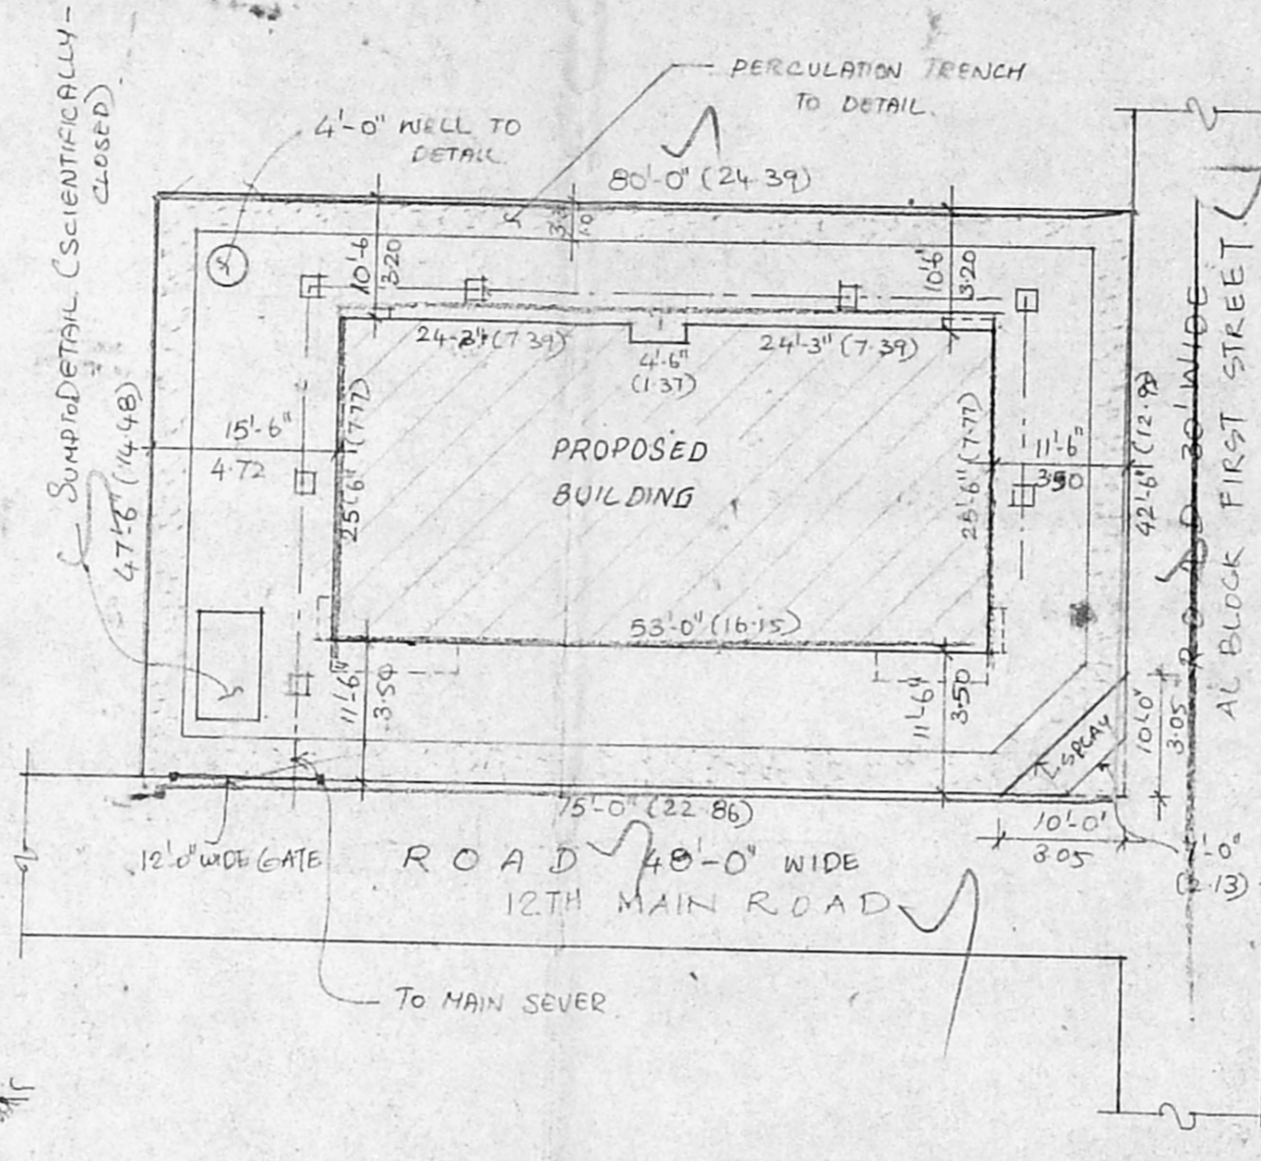 PERCULATION TRENCH
TO DETAIL.
4'-0" WELL TO
DETAIL.
80'-0" (24.39)
SUMP TO DETAIL (SCIENTIFICALLY-
CLOSED)
10'-6
3.20
10'-6"
3.20
24'-3" (7.39)
4'-6"
(1.37)
24'-3" (7.39)
47'-6" (14.48)
15'-6"
4.72
25'-6" (7.77)
PROPOSED
BUILDING
25'-6" (7.77)
11'-6"
3.50
42'-6"
ROAD 30' WIDE
AL BLOCK FIRST STREET
53'-0" (16.15)
11'-6"
3.50
11'-6"
3.50
SPLAY
10'-0"
3.05
75'-0" (22.86)
10'-0'
3.05
(2.13)
12'0" WIDE GATE
ROAD 40'-0" WIDE
12TH MAIN ROAD
TO MAIN SEVER